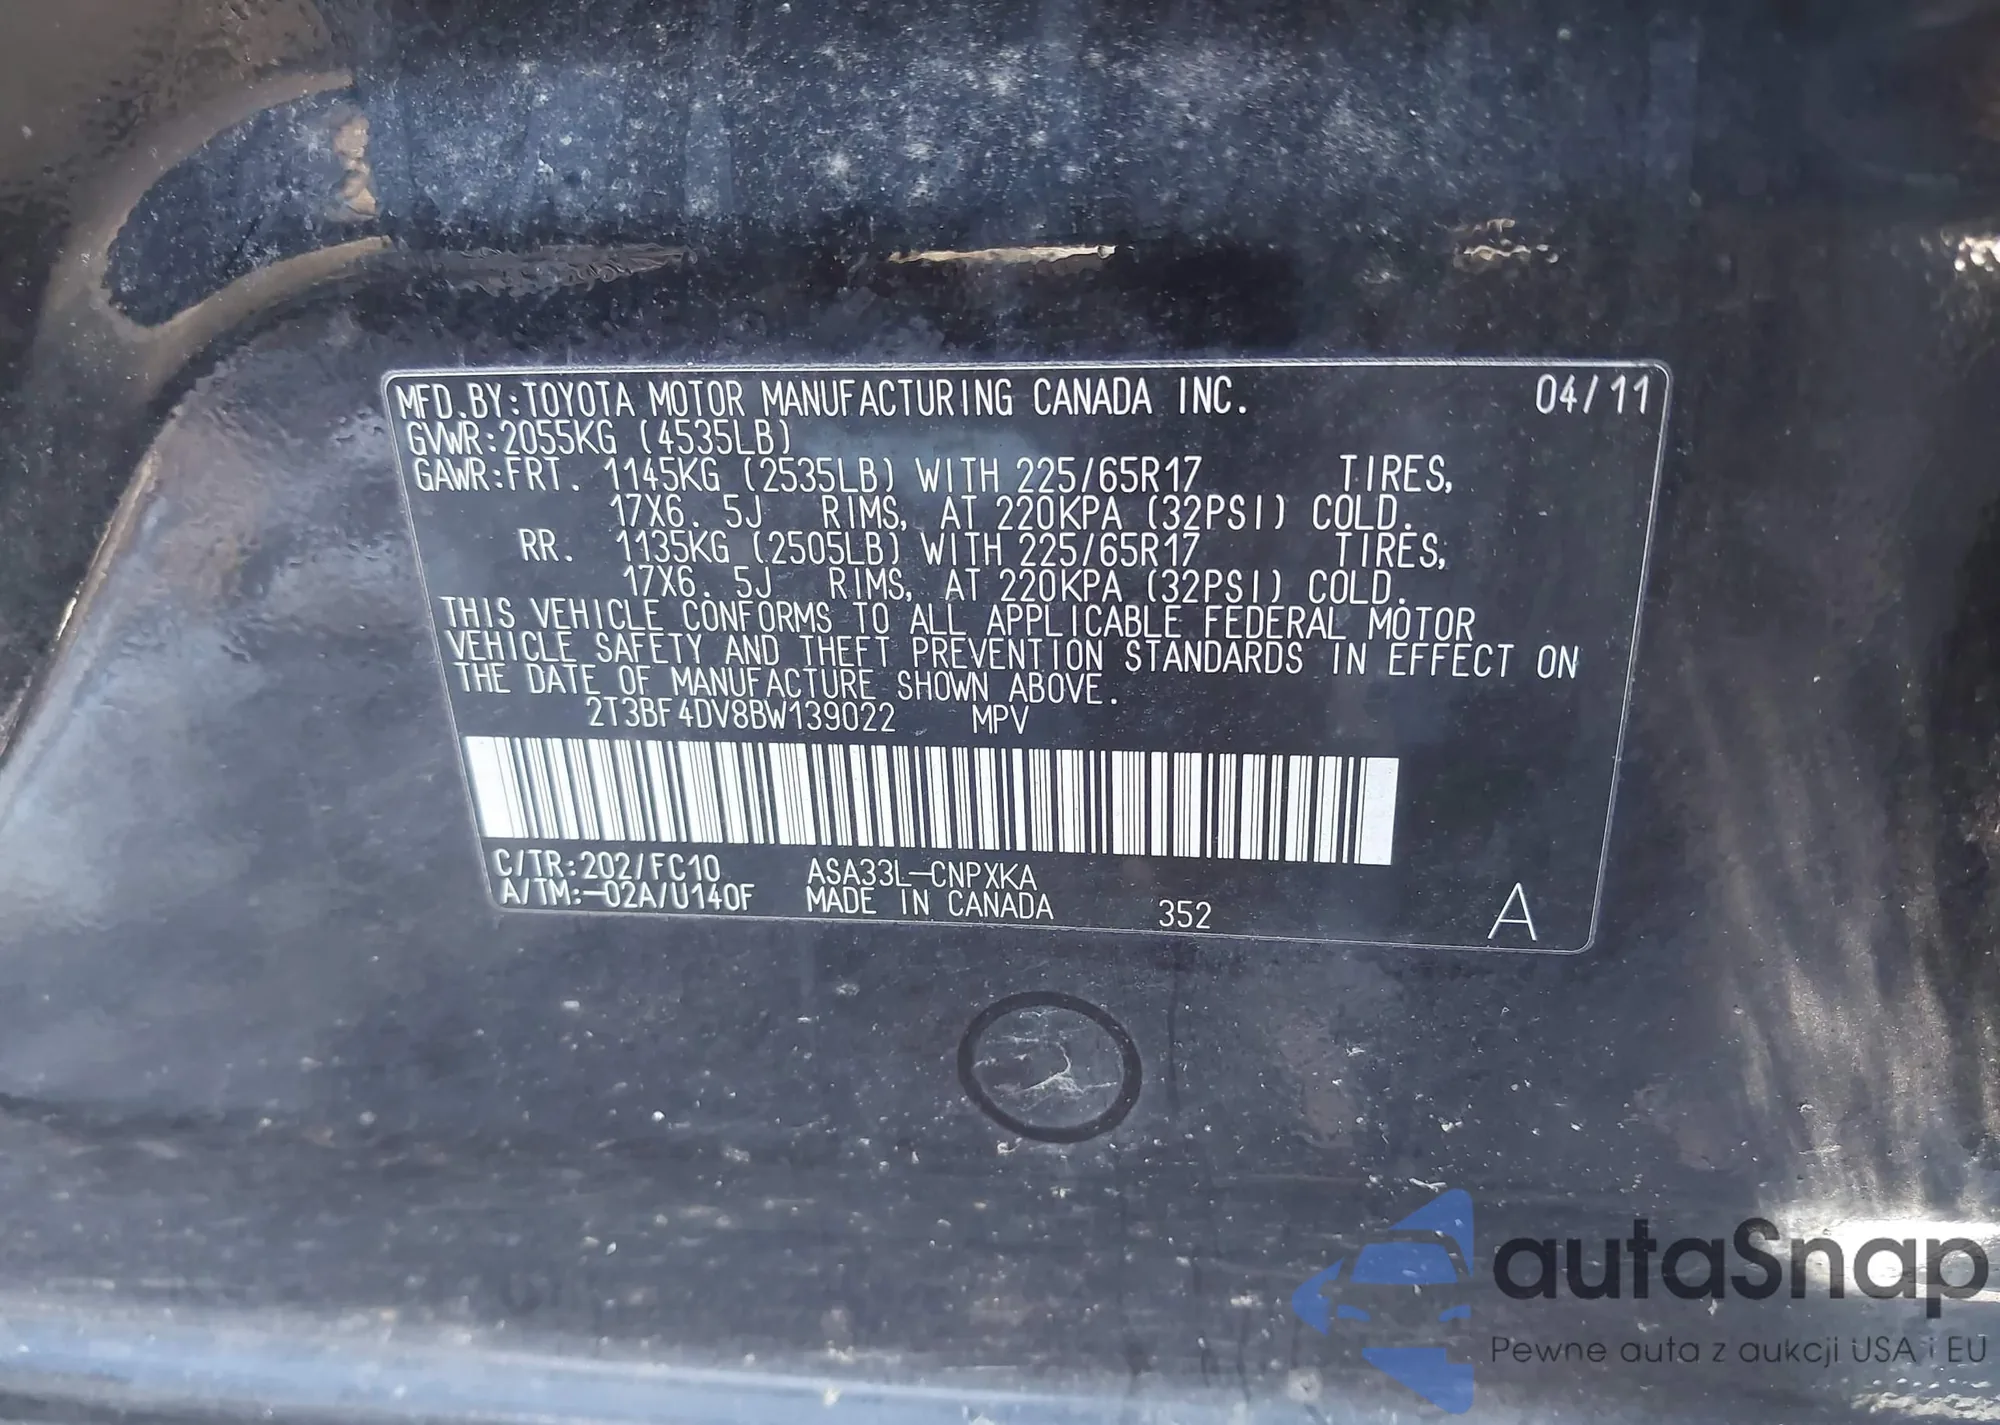 MFD.BY:TOYOTA MOTOR MANUFACTURING CANADA INC. 04/11
GVWR:2055KG (4535LB)
GAWR:FRT. 1145KG (2535LB) WITH 225/65R17 TIRES,
17X6. 5J RIMS, AT 220KPA (32PSI) COLD.
RR. 1135KG (2505LB) WITH 225/65R17 TIRES,
17X6. 5J RIMS, AT 220KPA (32PSI) COLD.
THIS VEHICLE CONFORMS TO ALL APPLICABLE FEDERAL MOTOR
VEHICLE SAFETY AND THEFT PREVENTION STANDARDS IN EFFECT ON
THE DATE OF MANUFACTURE SHOWN ABOVE.
2T3BF4DV8BW139022 MPV
C/TR:202/FC10 ASA33L-CNPXKA
A/TM:-02A/U140F MADE IN CANADA 352 A
autaSnap
Pewne auta z aukcji USA i EU